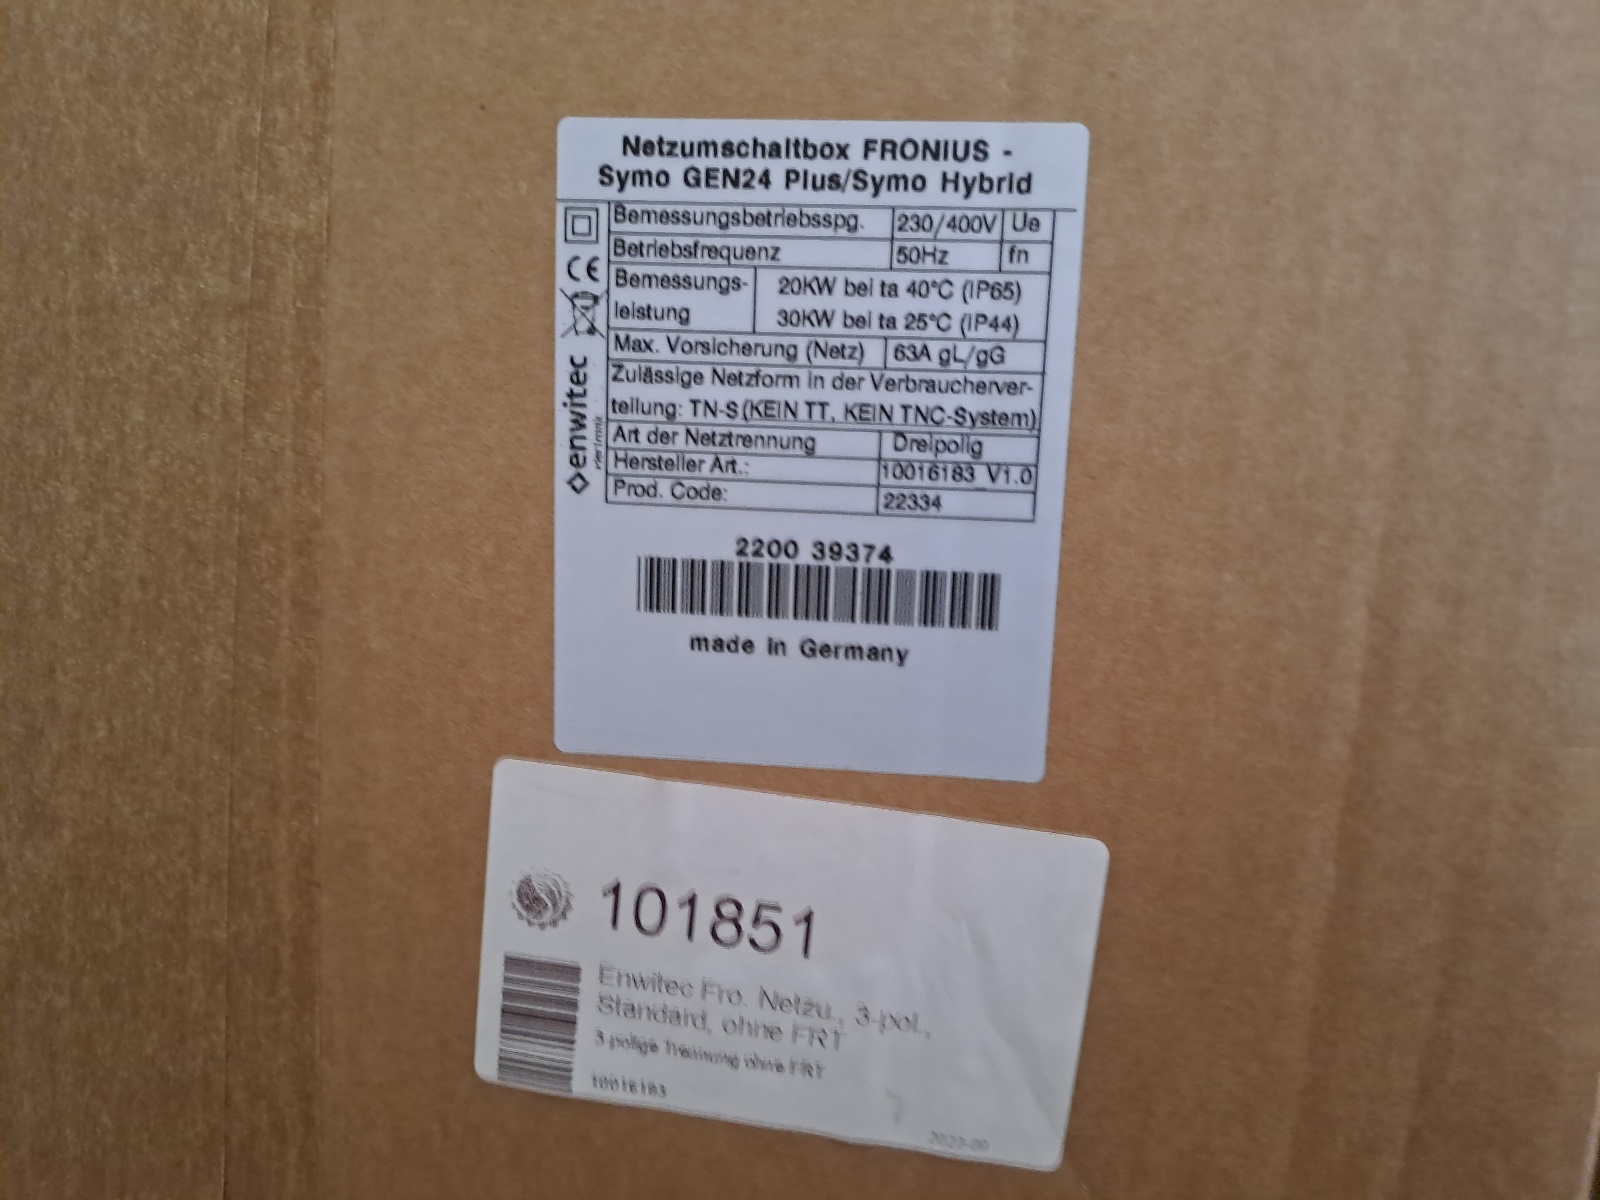 Netzumschaltbox FRONIUS -
Symo GEN24 Plus/Symo Hybrid
Bemessungsbetriebsspg. 230/400V Ue
Betriebsfrequenz 50Hz fn
CE
Bemessungs- 20KW bei ta 40°C (IP65)
leistung 30KW bei ta 25°C (IP44)
Max. Vorsicherung (Netz) 63A gL/gG
Zulässige Netzform in der Verbraucherver-
teilung: TN-S (KEIN TT, KEIN TNC-System)
Art der Netztrennung Dreipolig
Hersteller Art.: 10016183_V1.0
Prod. Code: 22334
enwitec
2200 39374
made in Germany
101851
Enwitec Fro. Netzu., 3-pol.,
Standard, ohne FRT
3-polige Trennung ohne FRT
10016183